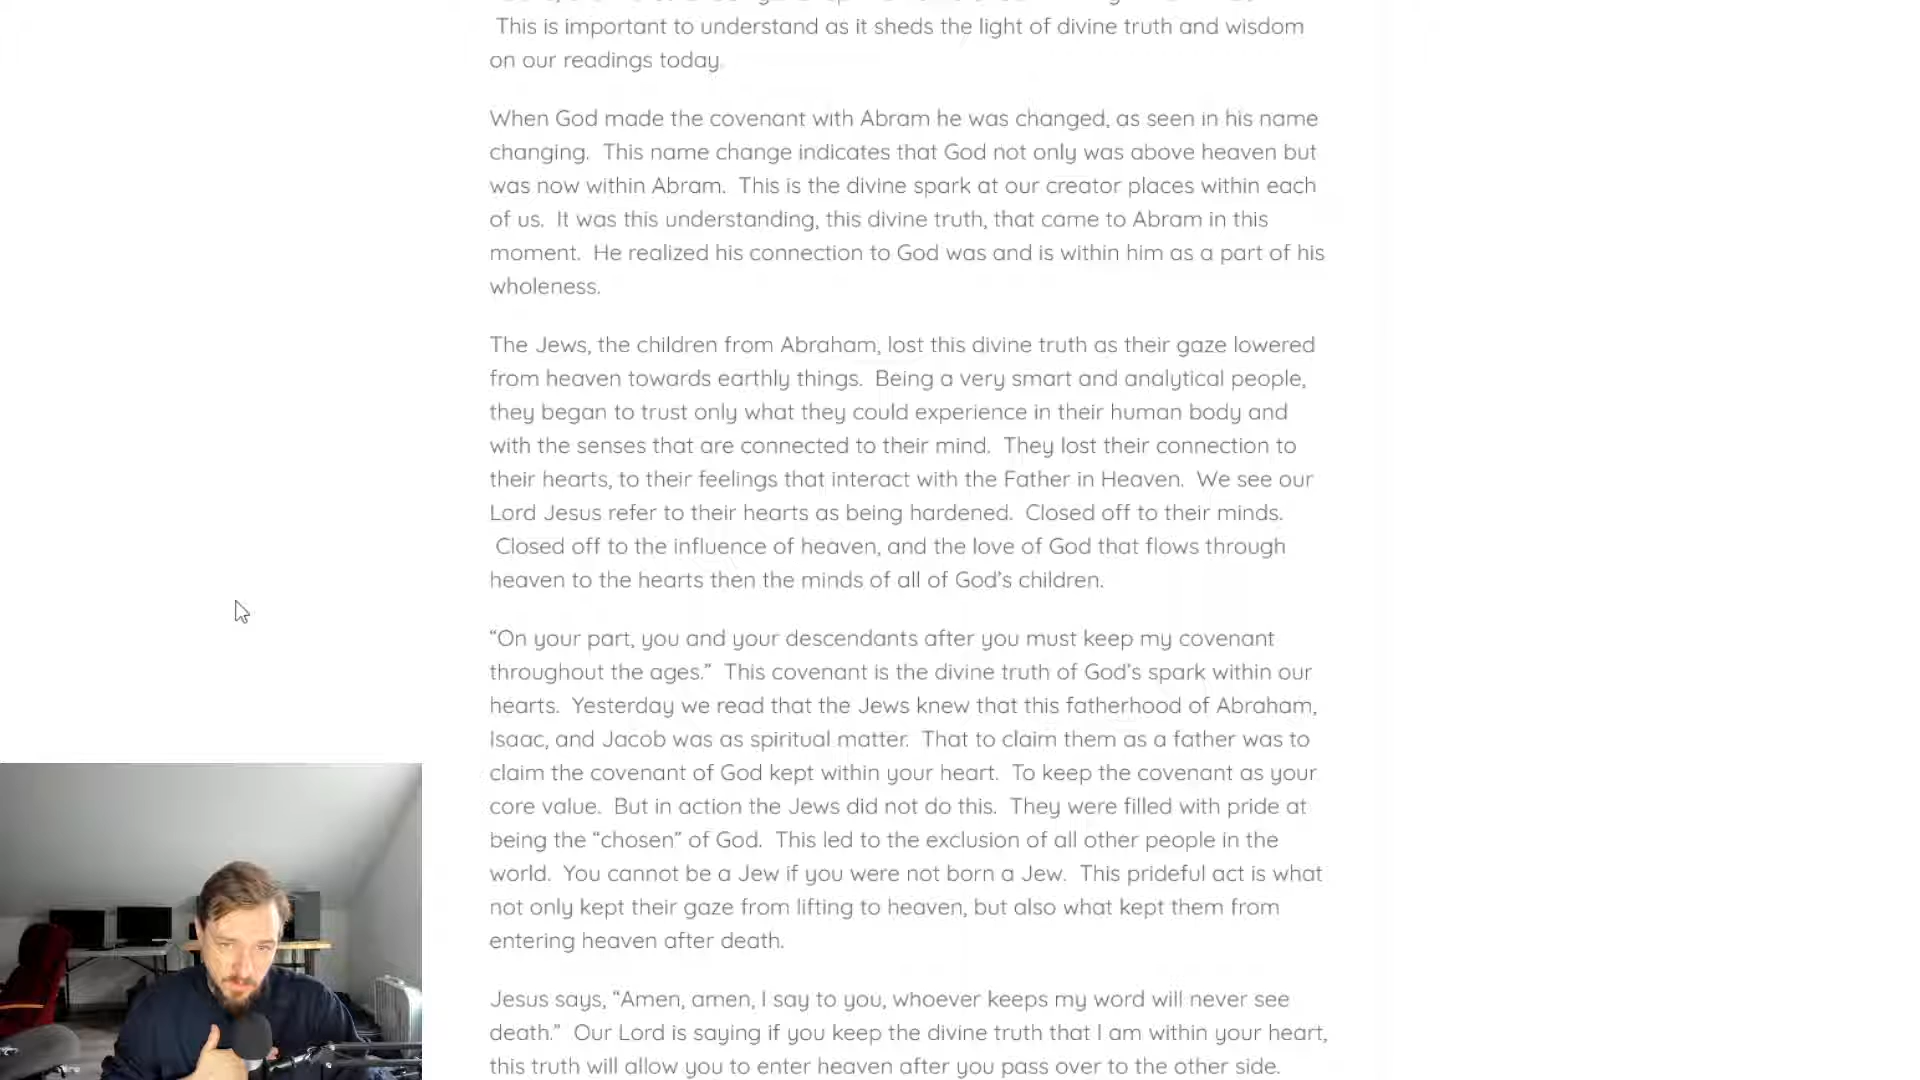 This is important to understand as it sheds the light of divine truth and wisdom
on our readings today.
When God made the covenant with Abram he was changed, as seen in his name
changing.  This name change indicates that God not only was above heaven but
was now within Abram.  This is the divine spark at our creator places within each
of us.  It was this understanding, this divine truth, that came to Abram in this
moment.  He realized his connection to God was and is within him as a part of his
wholeness.
The Jews, the children from Abraham, lost this divine truth as their gaze lowered
from heaven towards earthly things.  Being a very smart and analytical people,
they began to trust only what they could experience in their human body and
with the senses that are connected to their mind.  They lost their connection to
their hearts, to their feelings that interact with the Father in Heaven.  We see our
Lord Jesus refer to their hearts as being hardened.  Closed off to their minds.
Closed off to the influence of heaven, and the love of God that flows through
heaven to the hearts then the minds of all of God’s children.
“On your part, you and your descendants after you must keep my covenant
throughout the ages.”  This covenant is the divine truth of God’s spark within our
hearts.  Yesterday we read that the Jews knew that this fatherhood of Abraham,
Isaac, and Jacob was as spiritual matter.  That to claim them as a father was to
claim the covenant of God kept within your heart.  To keep the covenant as your
core value.  But in action the Jews did not do this.  They were filled with pride at
being the “chosen” of God.  This led to the exclusion of all other people in the
world.  You cannot be a Jew if you were not born a Jew.  This prideful act is what
not only kept their gaze from lifting to heaven, but also what kept them from
entering heaven after death.
Jesus says, “Amen, amen, I say to you, whoever keeps my word will never see
death.”  Our Lord is saying if you keep the divine truth that I am within your heart,
this truth will allow you to enter heaven after you pass over to the other side.